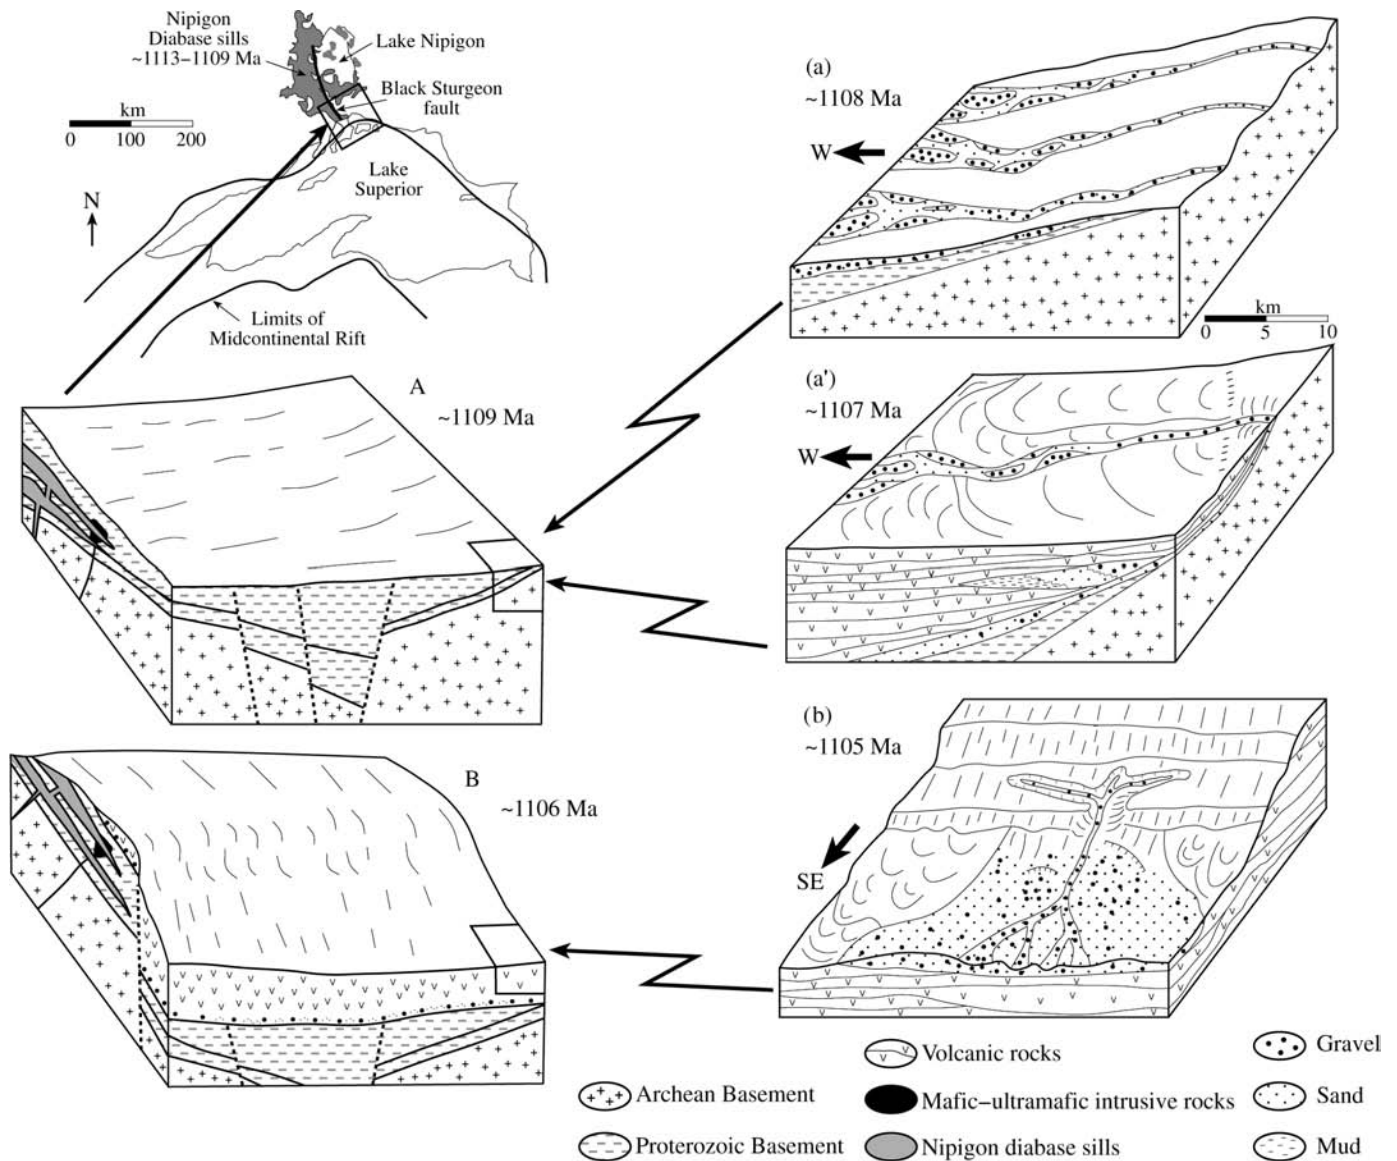 Nipigon
Diabase sills
~1113−1109 Ma
Lake Nipigon
Black Sturgeon
fault
km
0 100 200
N
Lake
Superior
Limits of
Midcontinental Rift
(a)
~1108 Ma
W
km
0 5 10
A
~1109 Ma
(a')
~1107 Ma
W
B
~1106 Ma
(b)
~1105 Ma
SE
Volcanic rocks
Gravel
Archean Basement
Mafic−ultramafic intrusive rocks
Sand
Proterozoic Basement
Nipigon diabase sills
Mud